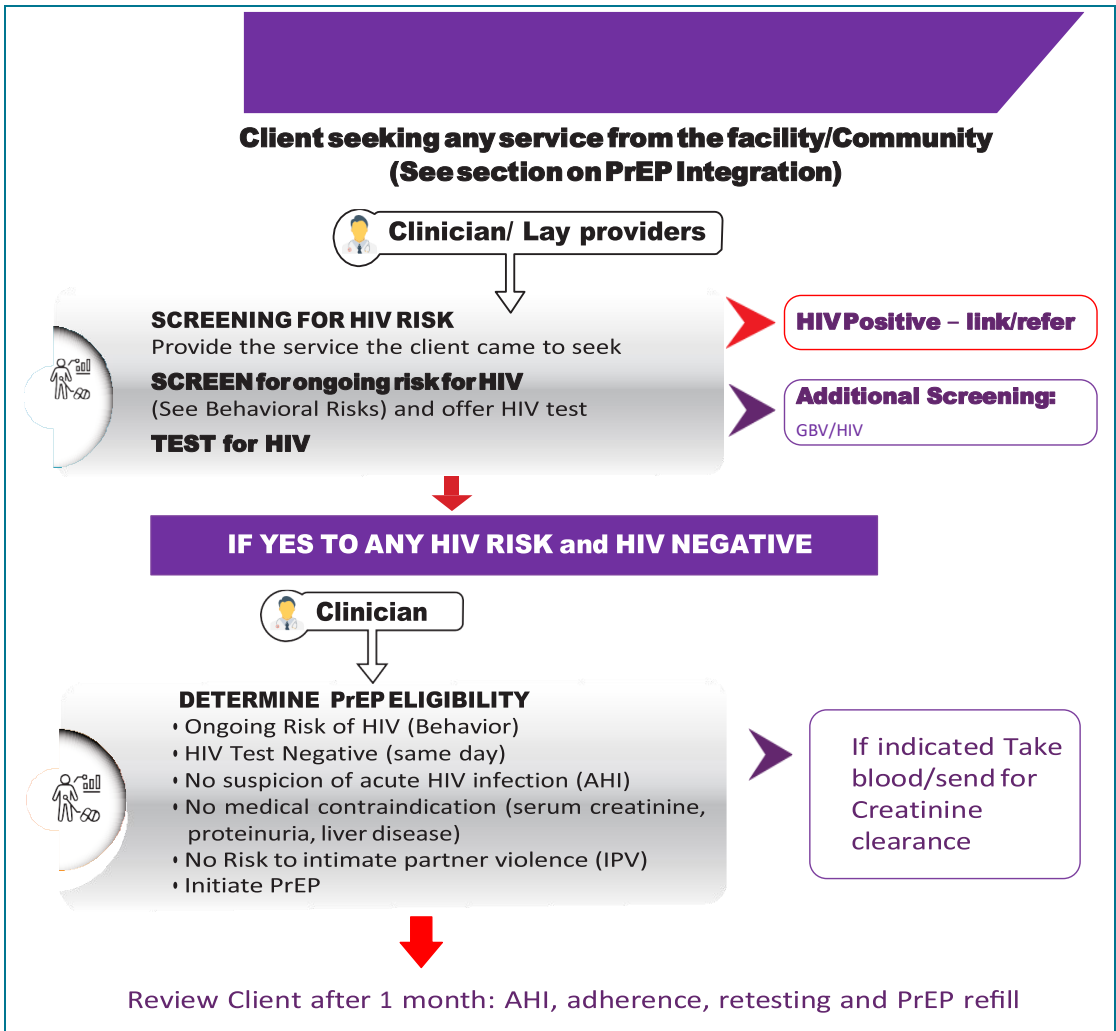 Client seeking any service from the facility/Community
(See section on PrEP Integration)
Clinician/ Lay providers
SCREENING FOR HIV RISK
Provide the service the client came to seek
SCREEN for ongoing risk for HIV
(See Behavioral Risks) and offer HIV test
TEST for HIV
HIV Positive – link/refer
Additional Screening:
GBV/HIV
IF YES TO ANY HIV RISK and HIV NEGATIVE
Clinician
DETERMINE PrEP ELIGIBILITY
• Ongoing Risk of HIV (Behavior)
• HIV Test Negative (same day)
• No suspicion of acute HIV infection (AHI)
• No medical contraindication (serum creatinine,
proteinuria, liver disease)
• No Risk to intimate partner violence (IPV)
• Initiate PrEP
If indicated Take
blood/send for
Creatinine
clearance
Review Client after 1 month: AHI, adherence, retesting and PrEP refill